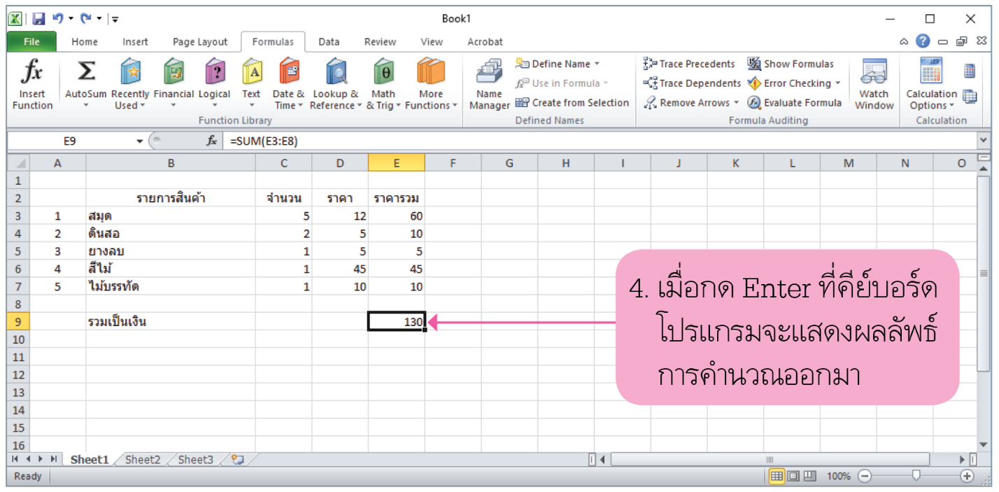 Book1
File Home Insert Page Layout Formulas Data Review View Acrobat
fx Σ ? A θ
Insert Function AutoSum Recently Used Financial Logical Text Date & Time Lookup & Reference Math & Trig More Functions
Function Library
Name Manager Define Name
Use in Formula
Create from Selection
Defined Names
Trace Precedents Show Formulas
Trace Dependents Error Checking
Remove Arrows Evaluate Formula
Watch Window
Formula Auditing
Calculation Options
Calculation
E9 fx =SUM(E3:E8)
A B C D E F G H I J K L M N O
1
2 รายการสินค้า จำนวน ราคา ราคารวม
3 1 สมุด 5 12 60
4 2 ดินสอ 2 5 10
5 3 ยางลบ 1 5 5
6 4 สีไม้ 1 45 45
7 5 ไม้บรรทัด 1 10 10
8
9 รวมเป็นเงิน 130
10
11
12
13
14
15
16
4. เมื่อกด Enter ที่คีย์บอร์ด
โปรแกรมจะแสดงผลลัพธ์
การคำนวณออกมา
Sheet1 Sheet2 Sheet3
Ready 100%